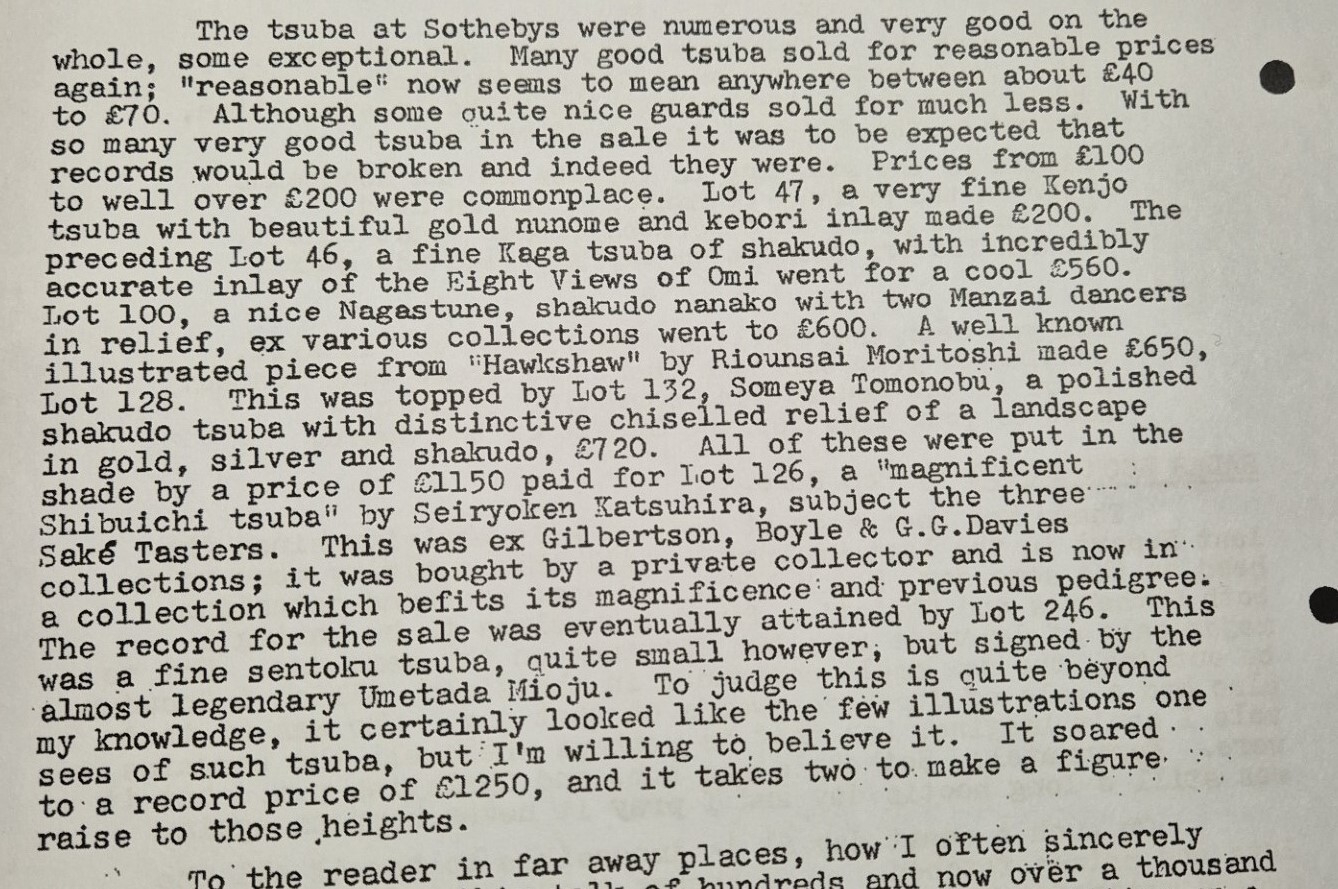 The tsuba at Sothebys were numerous and very good on the
whole, some exceptional. Many good tsuba sold for reasonable prices
again; "reasonable" now seems to mean anywhere between about £40
to £70. Although some quite nice guards sold for much less. With
so many very good tsuba in the sale it was to be expected that
records would be broken and indeed they were. Prices from £100
to well over £200 were commonplace. Lot 47, a very fine Kenjo
tsuba with beautiful gold nunome and kebori inlay made £200. The
preceding Lot 46, a fine Kaga tsuba of shakudo, with incredibly
accurate inlay of the Eight Views of Omi went for a cool £560.
Lot 100, a nice Nagastune, shakudo nanako with two Manzai dancers
in relief, ex various collections went to £600. A well known
illustrated piece from "Hawkshaw" by Riounsai Moritoshi made £650,
Lot 128. This was topped by Lot 132, Someya Tomonobu, a polished
shakudo tsuba with distinctive chiselled relief of a landscape
in gold, silver and shakudo, £720. All of these were put in the
shade by a price of £1150 paid for Lot 126, a "magnificent
Shibuichi tsuba" by Seiryoken Katsuhira, subject the three
Saké Tasters. This was ex Gilbertson, Boyle & G.G.Davies
collections; it was bought by a private collector and is now in
a collection which befits its magnificence and previous pedigree.
The record for the sale was eventually attained by Lot 246. This
was a fine sentoku tsuba, quite small however, but signed by the
almost legendary Umetada Mioju. To judge this is quite beyond
my knowledge, it certainly looked like the few illustrations one
sees of such tsuba, but I'm willing to believe it. It soared
to a record price of £1250, and it takes two to make a figure
raise to those heights.
To the reader in far away places, how I often sincerely
talk of hundreds and now over a thousand